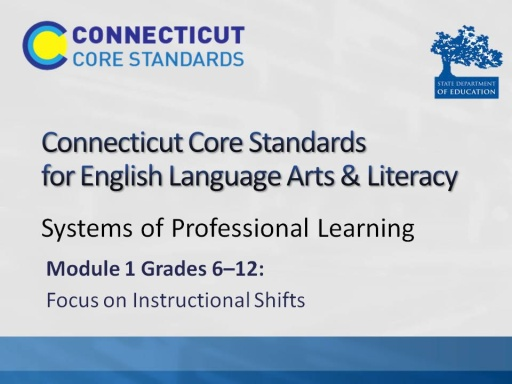 CONNECTICUT
CORE STANDARDS
STATE DEPARTMENT
OF EDUCATION
Connecticut Core Standards
for English Language Arts & Literacy
Systems of Professional Learning
Module 1 Grades 6–12:
Focus on Instructional Shifts